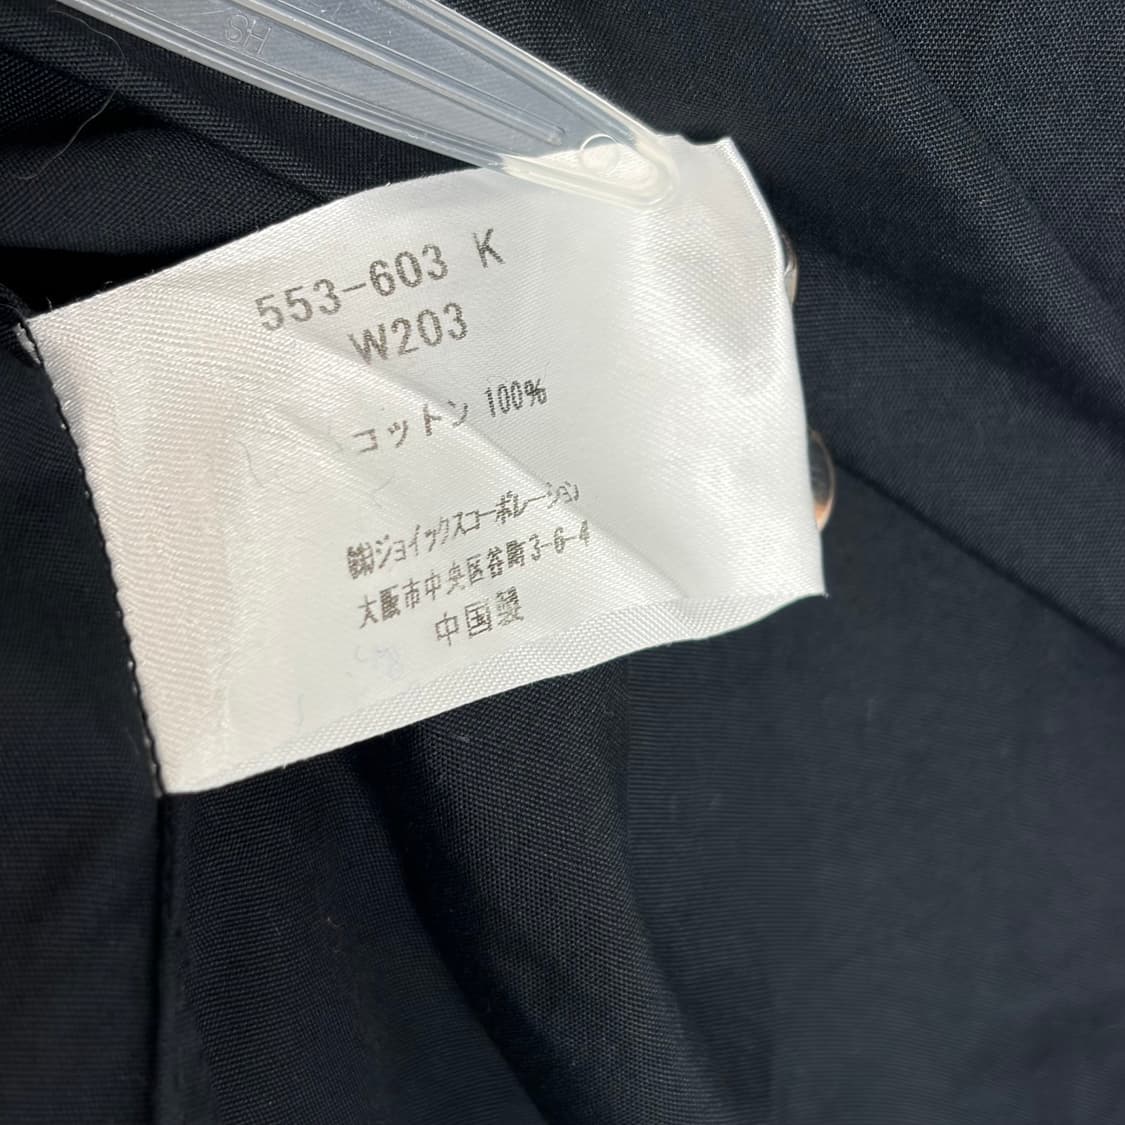 SH
553-603 K
W203
コットン 100%
㈱ジョイックスコーポレーション
大阪市中央区谷町3-6-4
中国製